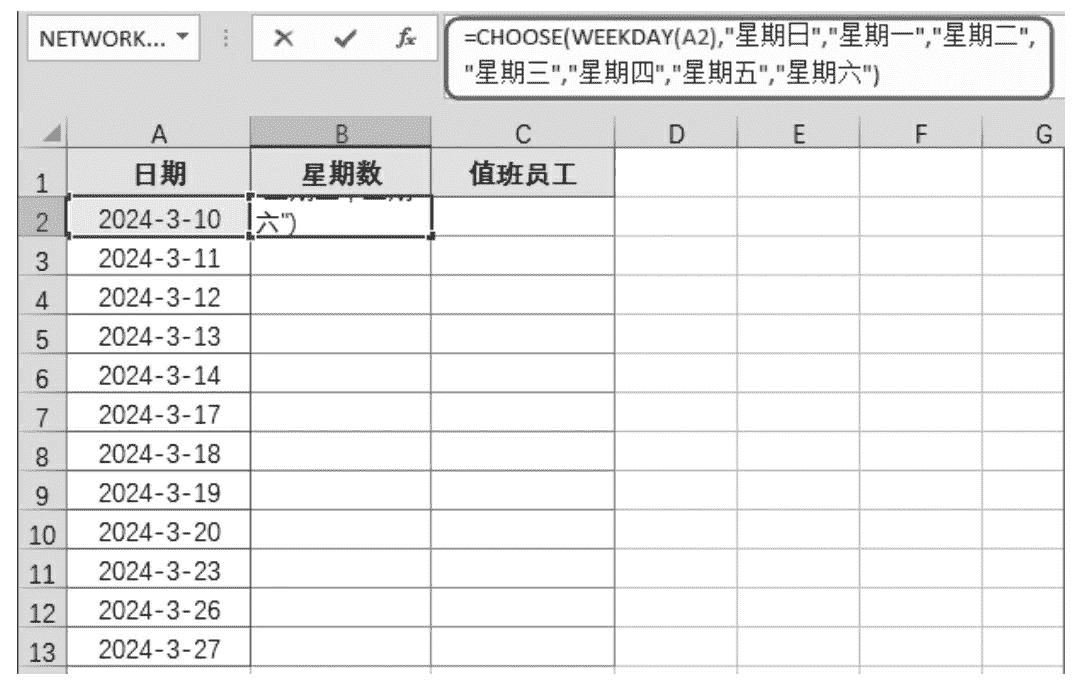 NETWORK...
fx
=CHOOSE(WEEKDAY(A2),"星期日","星期一","星期二",
"星期三","星期四","星期五","星期六")
A B C D E F G
1 日期 星期数 值班员工
2 2024-3-10 六")
3 2024-3-11
4 2024-3-12
5 2024-3-13
6 2024-3-14
7 2024-3-17
8 2024-3-18
9 2024-3-19
10 2024-3-20
11 2024-3-23
12 2024-3-26
13 2024-3-27